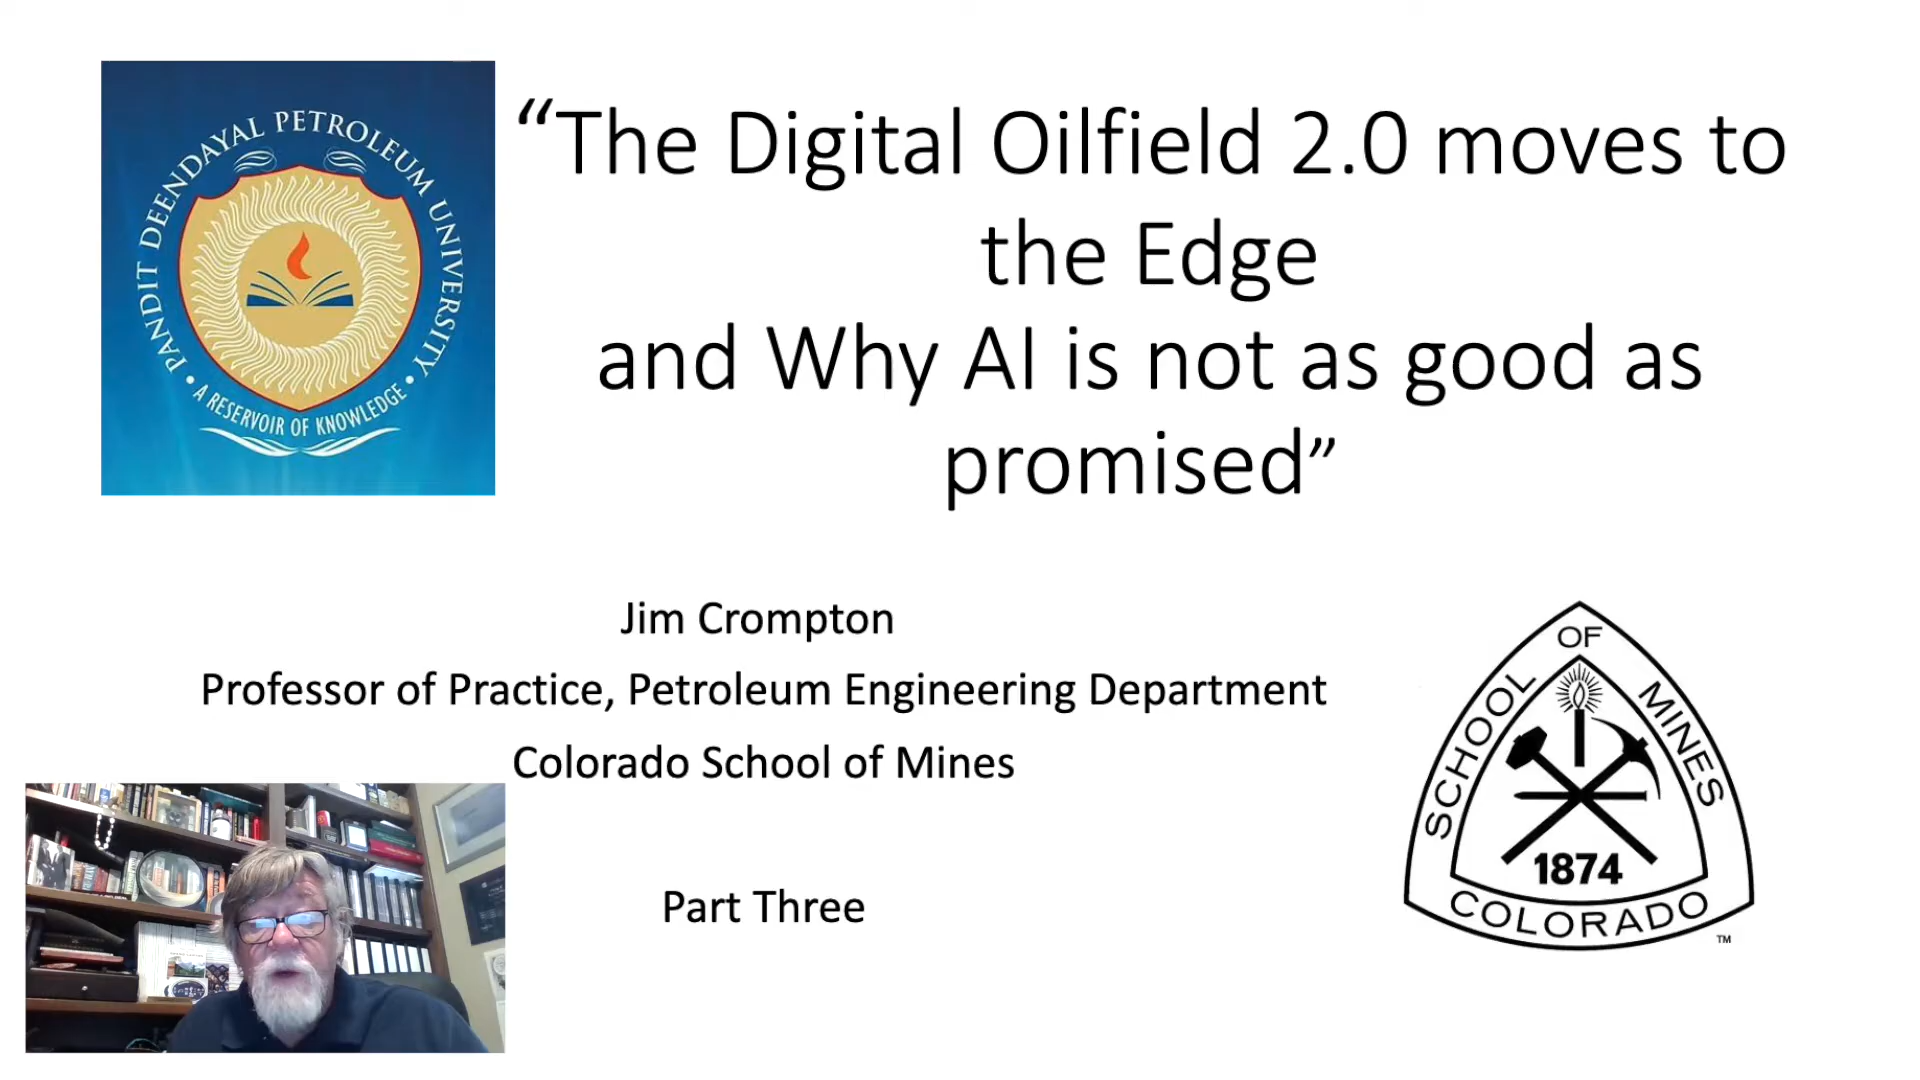 PANDIT DEENDAYAL PETROLEUM UNIVERSITY
• A RESERVOIR OF KNOWLEDGE •
“The Digital Oilfield 2.0 moves to
the Edge
and Why AI is not as good as
promised”
Jim Crompton
Professor of Practice, Petroleum Engineering Department
Colorado School of Mines
Part Three
SCHOOL OF MINES
1874
COLORADO
TM